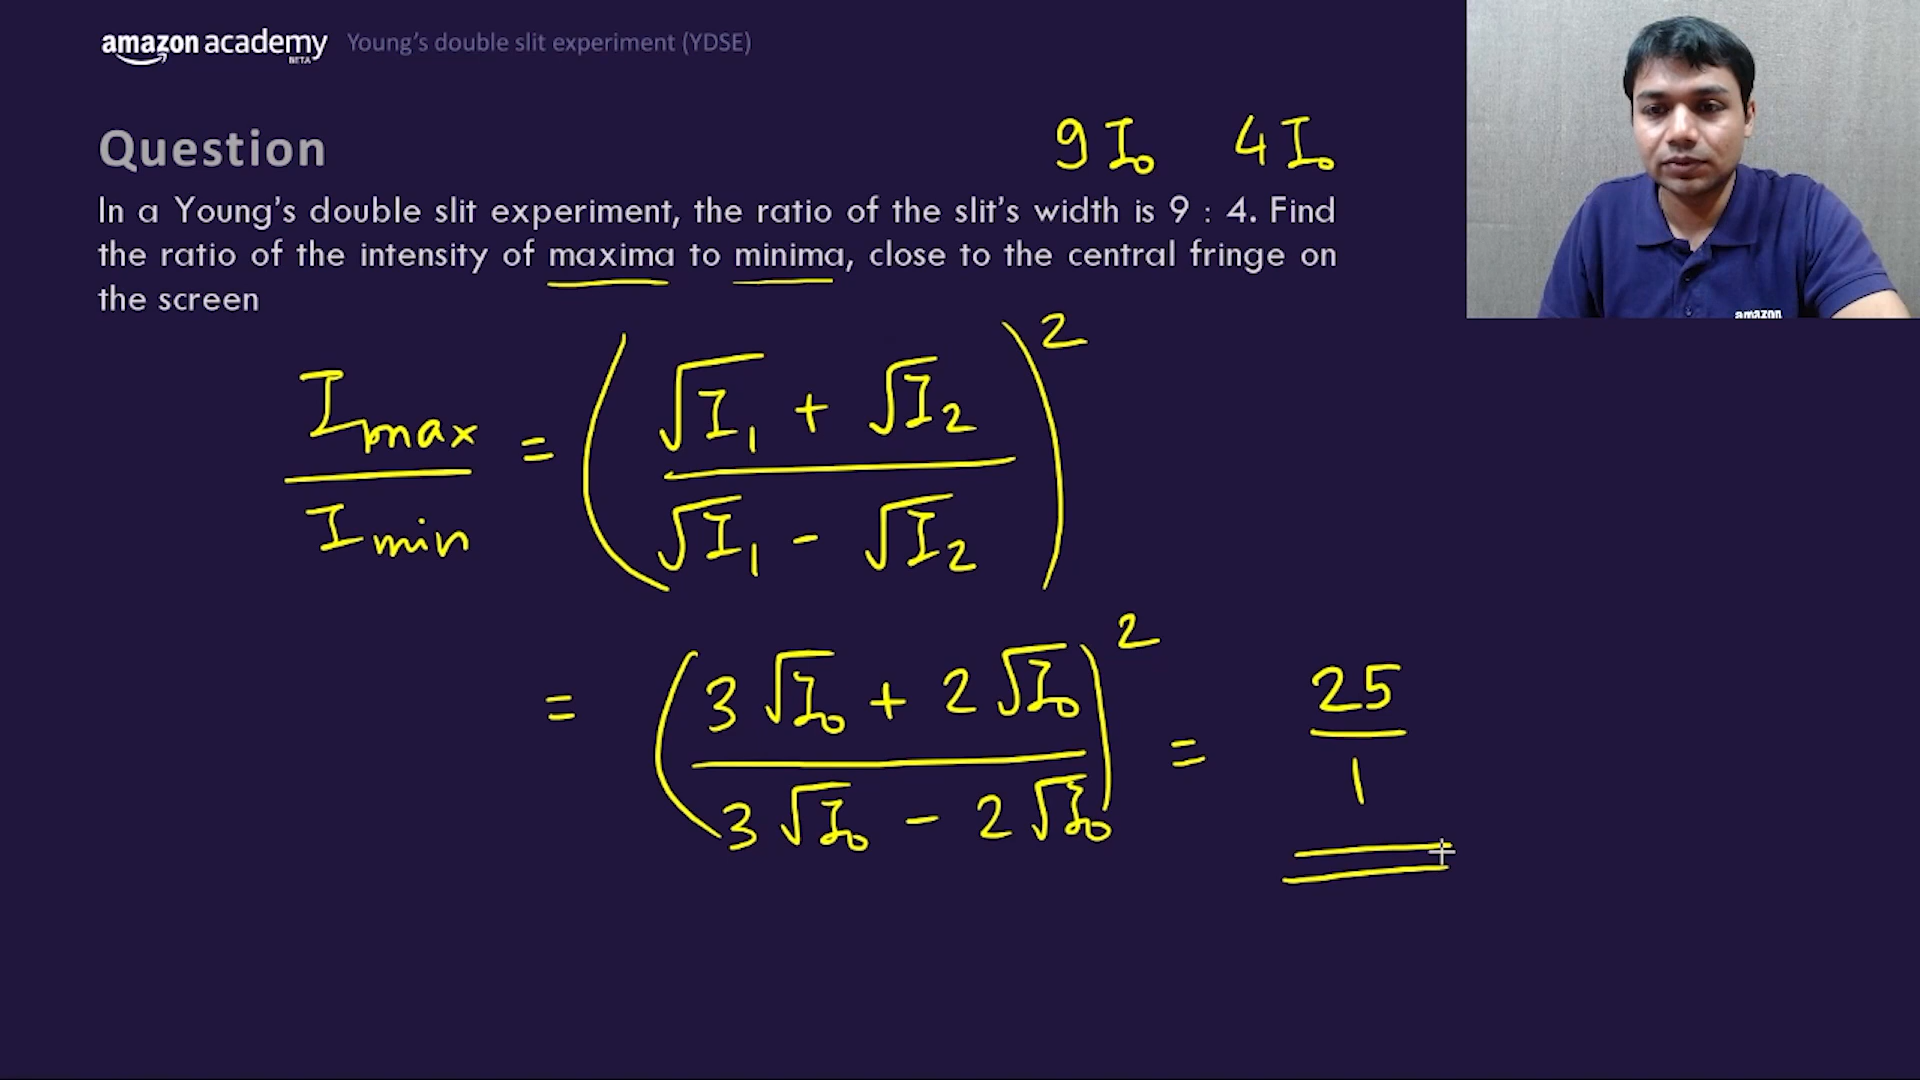 amazon academy BETA Young's double slit experiment (YDSE)
Question
9I₀ 4I₀
In a Young's double slit experiment, the ratio of the slit's width is 9 : 4. Find
the ratio of the intensity of maxima to minima, close to the central fringe on
the screen
I_max / I_min = ( (√I₁ + √I₂) / (√I₁ - √I₂) )²
= ( (3√I₀ + 2√I₀) / (3√I₀ - 2√I₀) )² = 25 / 1
amazon